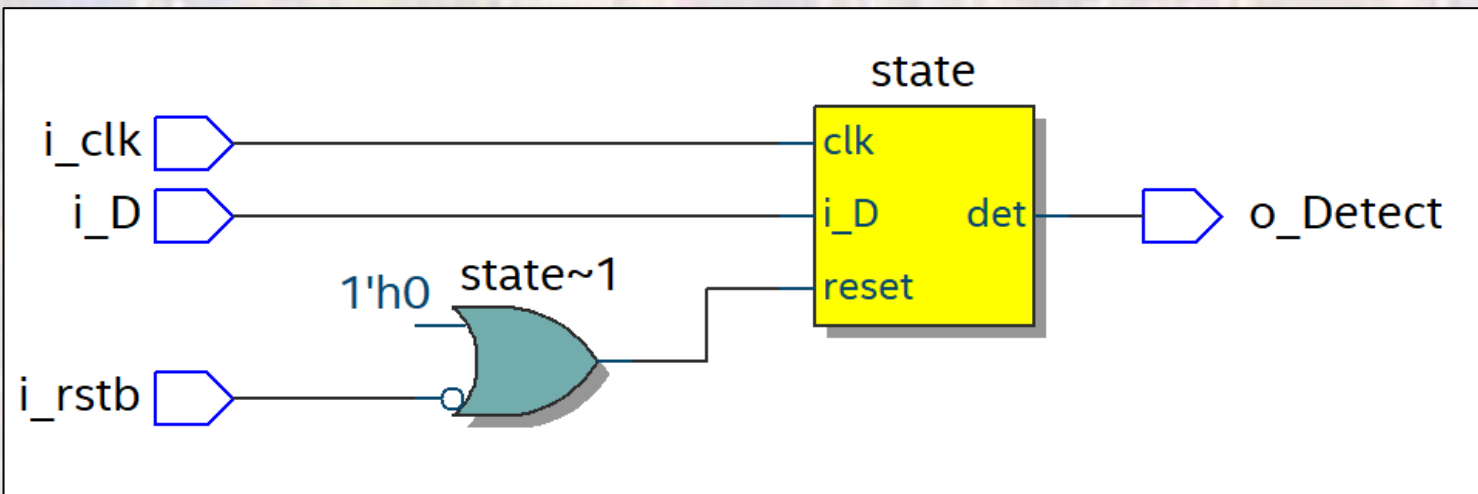 state
i_clk
clk
i_D
i_D
det
o_Detect
state~1
1'h0
reset
i_rstb